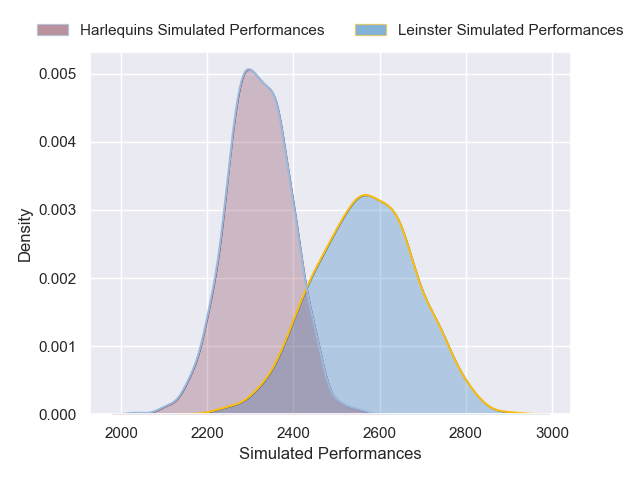 Harlequins Simulated Performances
Leinster Simulated Performances
0.005
0.004
0.003
0.002
0.001
0.000
Density
2000 2200 2400 2600 2800 3000
Simulated Performances